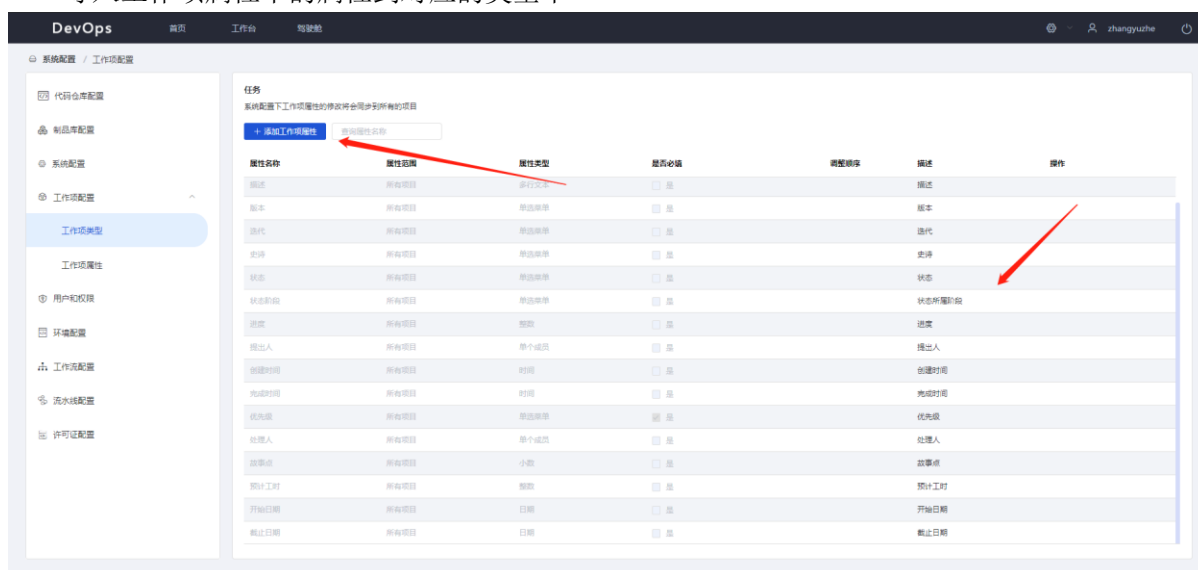 导入工作项属性中的属性到对应的类型中
DevOps 首页 工作台 驾驶舱 zhangyuzhe
系统配置 / 工作项配置
代码仓库配置
制品库配置
系统配置
工作项配置
工作项类型
工作项属性
用户和权限
环境配置
工作流配置
流水线配置
许可证配置
任务
系统配置下工作项属性的修改将会同步到所有的项目
+ 添加工作项属性 查询属性名称
属性名称 属性范围 属性类型 是否必填 调整顺序 描述 操作
描述 所有项目 多行文本 是 描述
版本 所有项目 单选菜单 是 版本
迭代 所有项目 单选菜单 是 迭代
史诗 所有项目 单选菜单 是 史诗
状态 所有项目 单选菜单 是 状态
状态阶段 所有项目 单选菜单 是 状态所属阶段
进度 所有项目 整数 是 进度
提出人 所有项目 单个成员 是 提出人
创建时间 所有项目 时间 是 创建时间
完成时间 所有项目 时间 是 完成时间
优先级 所有项目 单选菜单 是 优先级
处理人 所有项目 单个成员 是 处理人
故事点 所有项目 小数 是 故事点
预计工时 所有项目 整数 是 预计工时
开始日期 所有项目 日期 是 开始日期
截止日期 所有项目 日期 是 截止日期